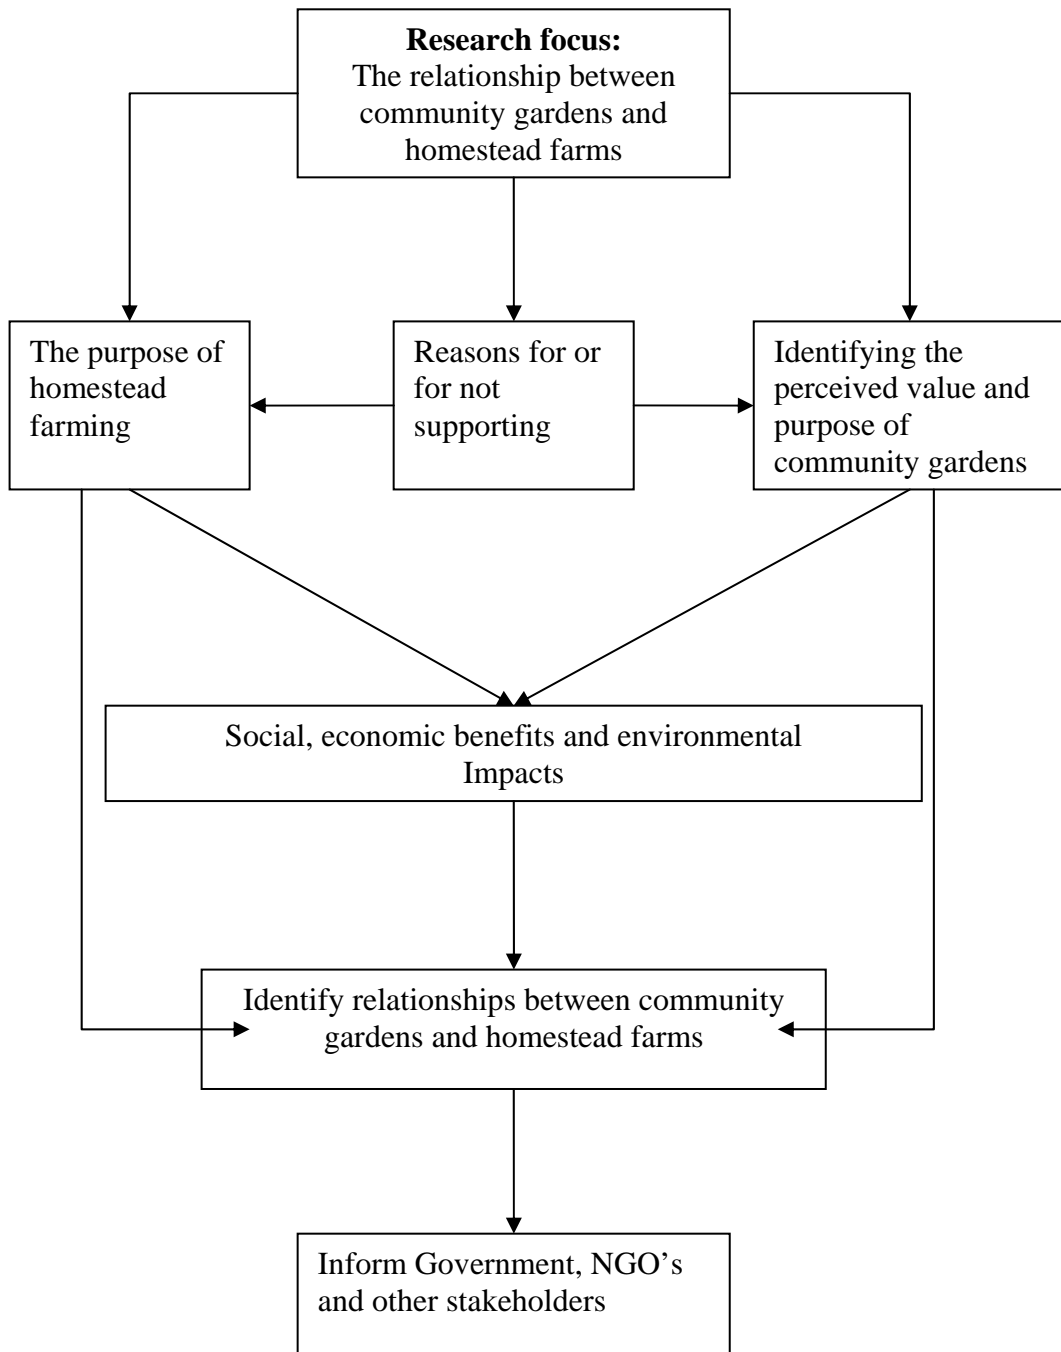 Research focus:
The relationship between
community gardens and
homestead farms
The purpose of
homestead
farming
Reasons for or
for not
supporting
Identifying the
perceived value and
purpose of
community gardens
Social, economic benefits and environmental
Impacts
Identify relationships between community
gardens and homestead farms
Inform Government, NGO’s
and other stakeholders